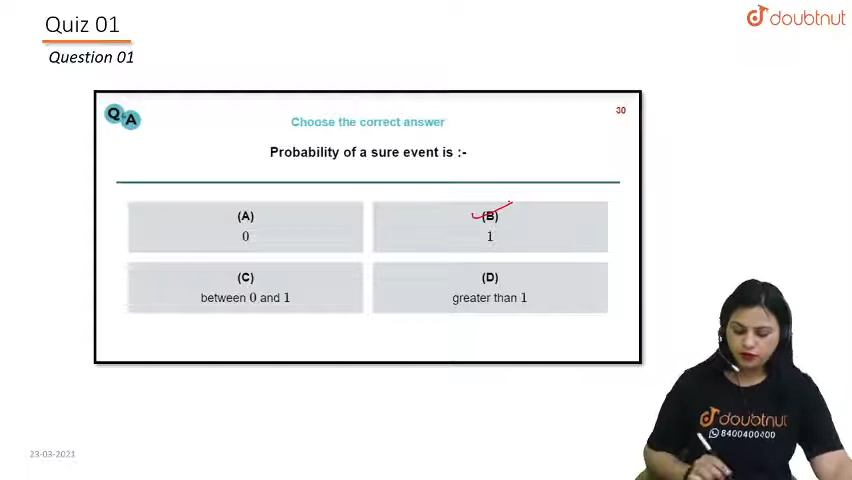 Quiz 01
doubtnut
Question 01
Q A
30
Choose the correct answer
Probability of a sure event is :-
(A)
0
(B)
1
(C)
between 0 and 1
(D)
greater than 1
doubtnut
8400400400
23-03-2021